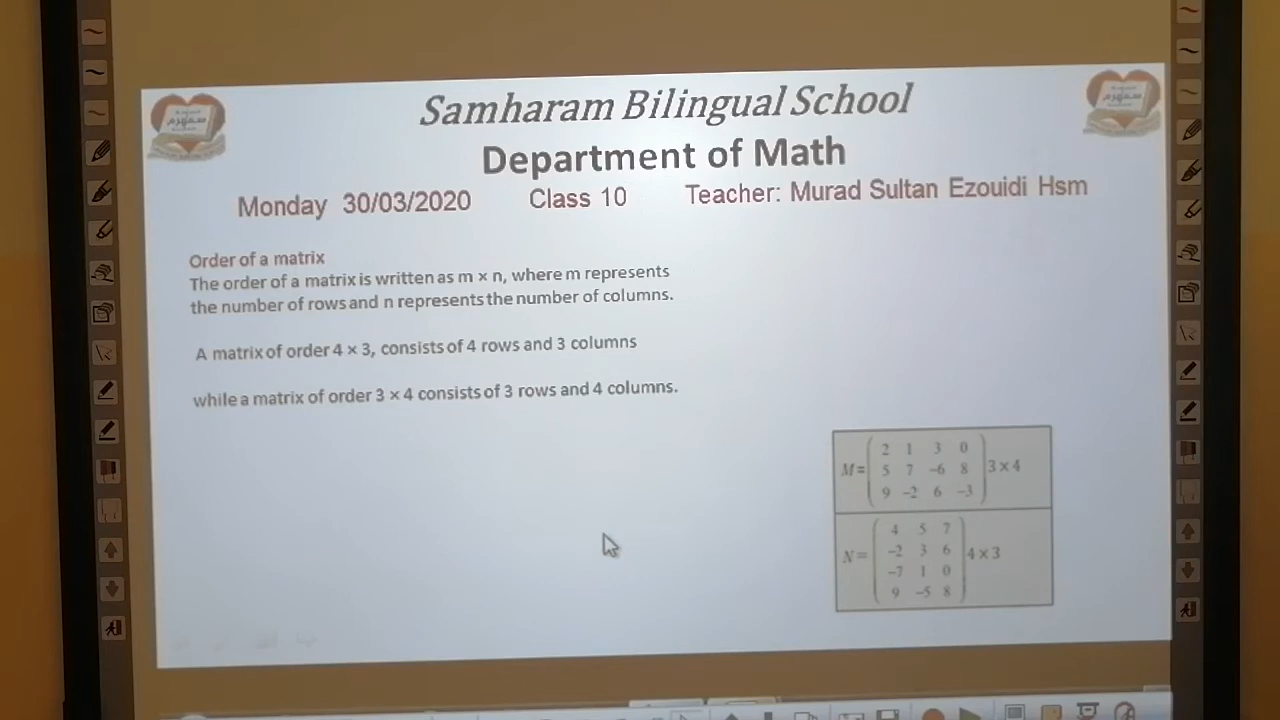 Samharam Bilingual School
Department of Math
Monday 30/03/2020 Class 10 Teacher: Murad Sultan Ezouidi Hsm
Order of a matrix
The order of a matrix is written as m × n, where m represents
the number of rows and n represents the number of columns.
A matrix of order 4 × 3, consists of 4 rows and 3 columns
while a matrix of order 3 × 4 consists of 3 rows and 4 columns.
2 1 3 0
M= 5 7 -6 8 3 × 4
9 -2 6 -3
4 5 7
N= -2 3 6 4 × 3
-7 1 0
9 -5 8
سمهرم
سمهرم